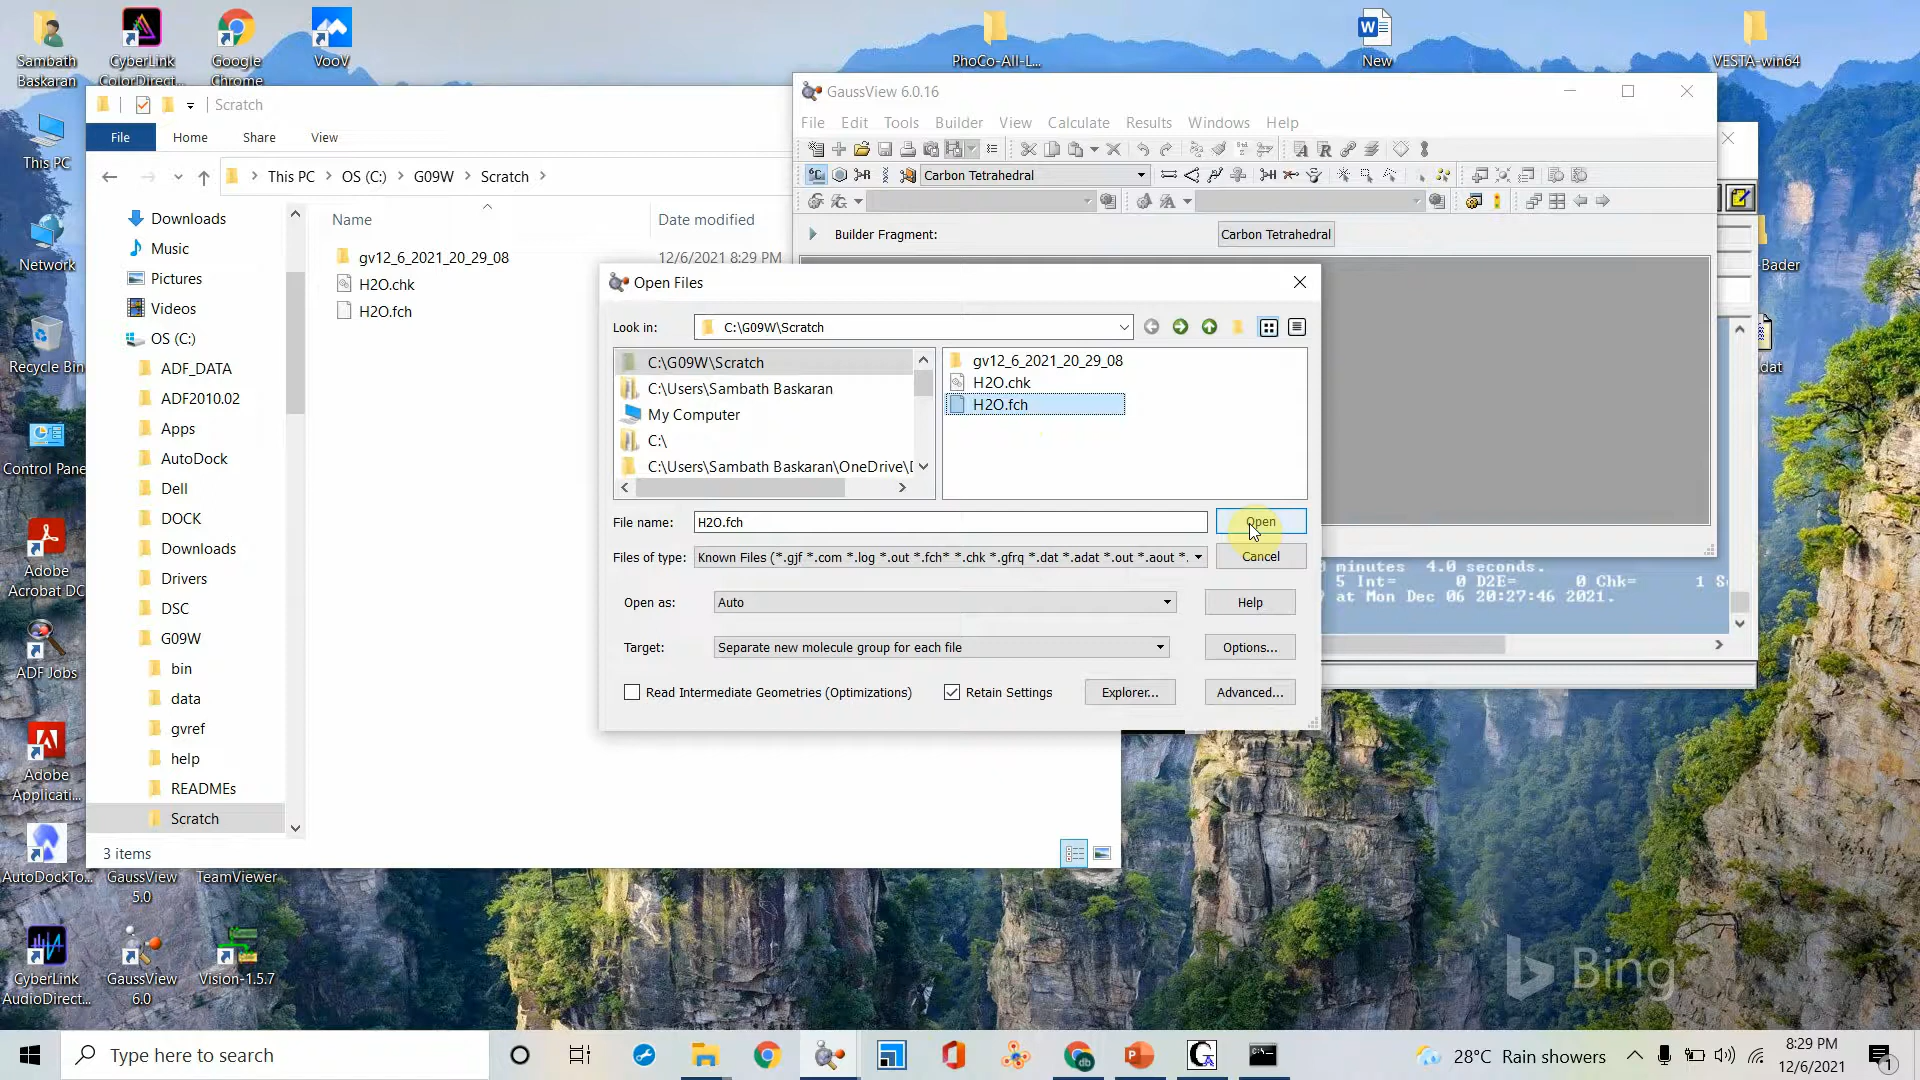 Sambath
Baskaran
CyberLink
ColorDirect...
Google
Chrome
VooV
PhoCo-All-L...
New
VESTA-win64
This PC
Network
Recycle Bin
Control Pane
Adobe
Acrobat DC
ADF Jobs
Adobe
Applicati...
AutoDockTo...
GaussView
5.0
TeamViewer
CyberLink
AudioDirect...
GaussView
6.0
Vision-1.5.7
Scratch
File
Home
Share
View
This PC
OS (C:)
G09W
Scratch
Name
Date modified
gv12_6_2021_20_29_08
12/6/2021 8:29 PM
H2O.chk
H2O.fch
Downloads
Music
Pictures
Videos
OS (C:)
ADF_DATA
ADF2010.02
Apps
AutoDock
Dell
DOCK
Downloads
Drivers
DSC
G09W
bin
data
gvref
help
READMEs
Scratch
3 items
GaussView 6.0.16
File
Edit
Tools
Builder
View
Calculate
Results
Windows
Help
Carbon Tetrahedral
Builder Fragment:
Carbon Tetrahedral
-Bader
.dat
Open Files
Look in:
C:\G09W\Scratch
C:\G09W\Scratch
C:\Users\Sambath Baskaran
My Computer
C:\
C:\Users\Sambath Baskaran\OneDrive\
gv12_6_2021_20_29_08
H2O.chk
H2O.fch
File name:
H2O.fch
Open
Files of type:
Known Files (*.gjf *.com *.log *.out *.fch* *.chk *.gfrq *.dat *.adat *.out *.aout *.
Cancel
Open as:
Auto
Help
Target:
Separate new molecule group for each file
Options...
Read Intermediate Geometries (Optimizations)
Retain Settings
Explorer...
Advanced...
minutes 4.0 seconds.
5 Int= 0 D2E= 0 Chk= 1 S
at Mon Dec 06 20:27:46 2021.
Bing
Type here to search
28°C Rain showers
8:29 PM
12/6/2021
1